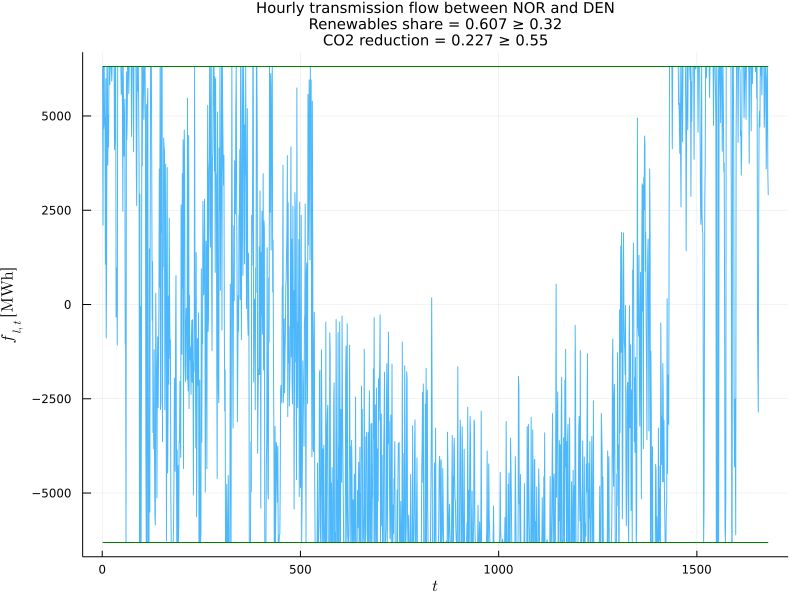 Hourly transmission flow between NOR and DEN
Renewables share = 0.607 ≥ 0.32
CO2 reduction = 0.227 ≥ 0.55
5000
2500
0
−2500
−5000
f l,t [MWh]
0 500 1000 1500
t